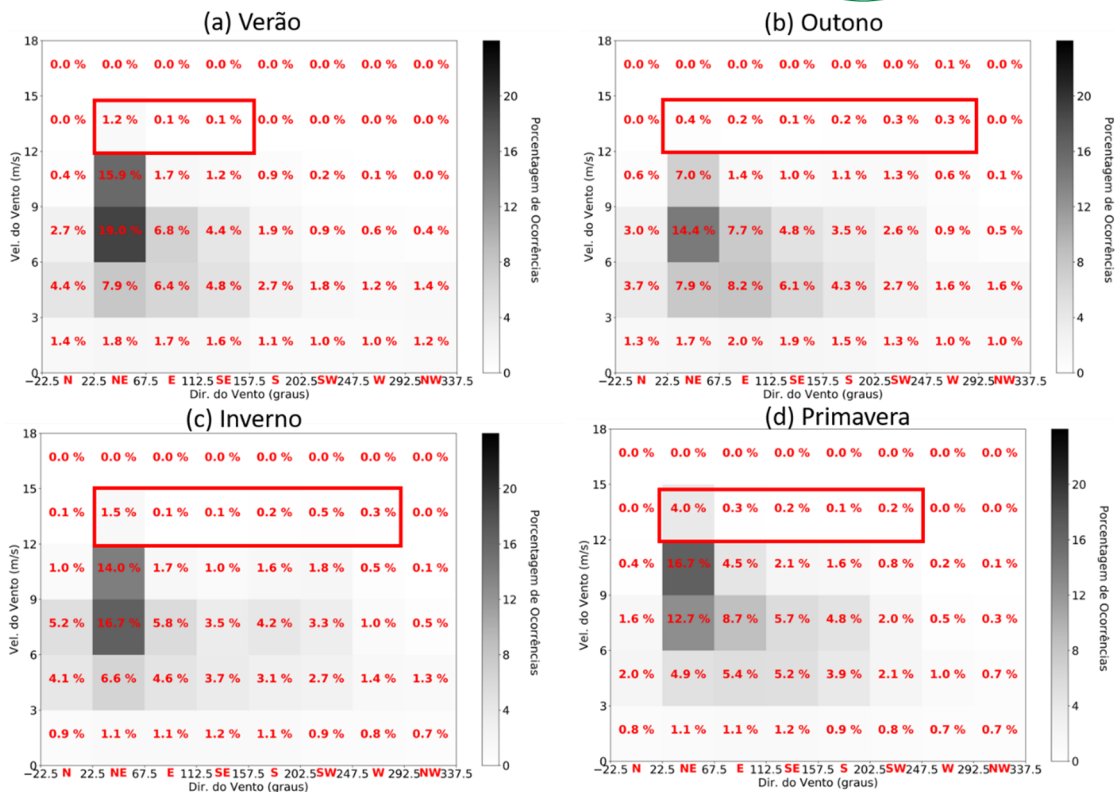 (a) Verão
18
0.0 % 0.0 % 0.0 % 0.0 % 0.0 % 0.0 % 0.0 % 0.0 %
15
0.0 % 1.2 % 0.1 % 0.1 % 0.0 % 0.0 % 0.0 % 0.0 %
12
0.4 % 15.9 % 1.7 % 1.2 % 0.9 % 0.2 % 0.1 % 0.0 %
9
2.7 % 19.0 % 6.8 % 4.4 % 1.9 % 0.9 % 0.6 % 0.4 %
6
4.4 % 7.9 % 6.4 % 4.8 % 2.7 % 1.8 % 1.2 % 1.4 %
3
1.4 % 1.8 % 1.7 % 1.6 % 1.1 % 1.0 % 1.0 % 1.2 %
0
−22.5 N 22.5 NE 67.5 E 112.5 SE 157.5 S 202.5 SW 247.5 W 292.5 NW 337.5
Dir. do Vento (graus)
Vel. do Vento (m/s)
20
16
12
8
4
0
Porcentagem de Ocorrências
(b) Outono
18
0.0 % 0.0 % 0.0 % 0.0 % 0.0 % 0.0 % 0.1 % 0.0 %
15
0.0 % 0.4 % 0.2 % 0.1 % 0.2 % 0.3 % 0.3 % 0.0 %
12
0.6 % 7.0 % 1.4 % 1.0 % 1.1 % 1.3 % 0.6 % 0.1 %
9
3.0 % 14.4 % 7.7 % 4.8 % 3.5 % 2.6 % 0.9 % 0.5 %
6
3.7 % 7.9 % 8.2 % 6.1 % 4.3 % 2.7 % 1.6 % 1.6 %
3
1.3 % 1.7 % 2.0 % 1.9 % 1.5 % 1.3 % 1.0 % 1.0 %
0
−22.5 N 22.5 NE 67.5 E 112.5 SE 157.5 S 202.5 SW 247.5 W 292.5 NW 337.5
Dir. do Vento (graus)
Vel. do Vento (m/s)
20
16
12
8
4
0
Porcentagem de Ocorrências
(c) Inverno
18
0.0 % 0.0 % 0.0 % 0.0 % 0.0 % 0.0 % 0.0 % 0.0 %
15
0.1 % 1.5 % 0.1 % 0.1 % 0.2 % 0.5 % 0.3 % 0.0 %
12
1.0 % 14.0 % 1.7 % 1.0 % 1.6 % 1.8 % 0.5 % 0.1 %
9
5.2 % 16.7 % 5.8 % 3.5 % 4.2 % 3.3 % 1.0 % 0.5 %
6
4.1 % 6.6 % 4.6 % 3.7 % 3.1 % 2.7 % 1.4 % 1.3 %
3
0.9 % 1.1 % 1.1 % 1.2 % 1.1 % 0.9 % 0.8 % 0.7 %
0
−22.5 N 22.5 NE 67.5 E 112.5 SE 157.5 S 202.5 SW 247.5 W 292.5 NW 337.5
Dir. do Vento (graus)
Vel. do Vento (m/s)
20
16
12
8
4
0
Porcentagem de Ocorrências
(d) Primavera
18
0.0 % 0.0 % 0.0 % 0.0 % 0.0 % 0.0 % 0.0 % 0.0 %
15
0.0 % 4.0 % 0.3 % 0.2 % 0.1 % 0.2 % 0.0 % 0.0 %
12
0.4 % 16.7 % 4.5 % 2.1 % 1.6 % 0.8 % 0.2 % 0.1 %
9
1.6 % 12.7 % 8.7 % 5.7 % 4.8 % 2.0 % 0.5 % 0.3 %
6
2.0 % 4.9 % 5.4 % 5.2 % 3.9 % 2.1 % 1.0 % 0.7 %
3
0.8 % 1.1 % 1.1 % 1.2 % 0.9 % 0.8 % 0.7 % 0.7 %
0
−22.5 N 22.5 NE 67.5 E 112.5 SE 157.5 S 202.5 SW 247.5 W 292.5 NW 337.5
Dir. do Vento (graus)
Vel. do Vento (m/s)
20
16
12
8
4
0
Porcentagem de Ocorrências